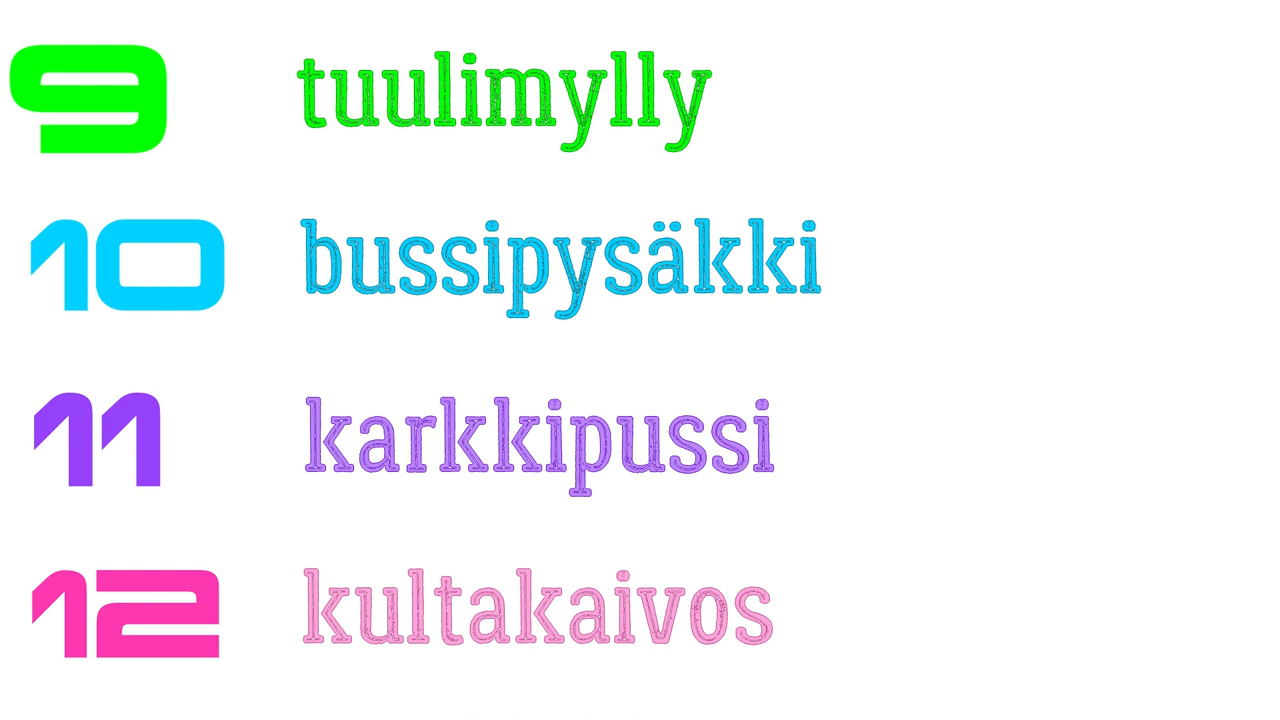 9 tuulimylly
10 bussipysäkki
11 karkkipussi
12 kultakaivos